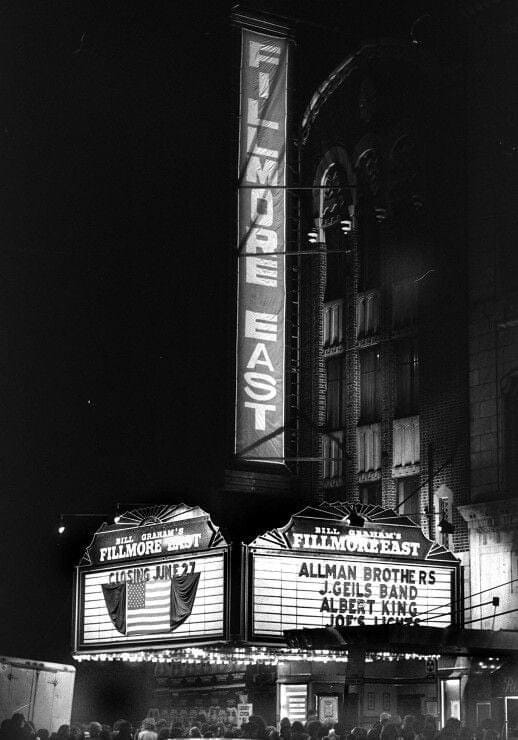 FILLMORE EAST
BILL GRAHAM'S
FILLMORE EAST
CLOSING JUNE 27
BILL GRAHAM'S
FILLMORE EAST
ALLMAN BROTHERS
J. GEILS BAND
ALBERT KING
JOE'S LIGHTS